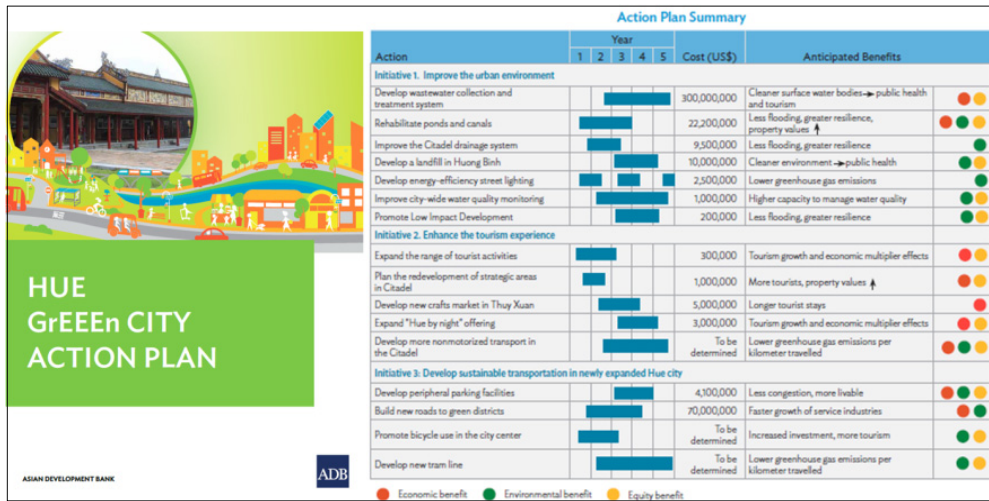 HUE
GrEEEn CITY
ACTION PLAN
ASIAN DEVELOPMENT BANK
ADB
Action Plan Summary
Action Year Cost (US$) Anticipated Benefits
1 2 3 4 5
Initiative 1. Improve the urban environment
Develop wastewater collection and
treatment system
300,000,000
Cleaner surface water bodies→public health
and tourism
Rehabilitate ponds and canals
22,200,000
Less flooding, greater resilience,
property values ↑
Improve the Citadel drainage system 9,500,000 Less flooding, greater resilience
Develop a landfill in Huong Binh 10,000,000 Cleaner environment→public health
Develop energy-efficiency street lighting 2,500,000 Lower greenhouse gas emissions
Improve city-wide water quality monitoring 1,000,000 Higher capacity to manage water quality
Promote Low Impact Development 200,000 Less flooding, greater resilience
Initiative 2. Enhance the tourism experience
Expand the range of tourist activities 300,000 Tourism growth and economic multiplier effects
Plan the redevelopment of strategic areas
in Citadel
1,000,000 More tourists, property values ↑
Develop new crafts market in Thuy Xuan 5,000,000 Longer tourist stays
Expand "Hue by night" offering 3,000,000 Tourism growth and economic multiplier effects
Develop more nonmotorized transport in
the Citadel
To be
determined
Lower greenhouse gas emissions per
kilometer travelled
Initiative 3: Develop sustainable transportation in newly expanded Hue city
Develop peripheral parking facilities 4,100,000 Less congestion, more livable
Build new roads to green districts 70,000,000 Faster growth of service industries
Promote bicycle use in the city center
To be
determined
Increased investment, more tourism
Develop new tram line
To be
determined
Lower greenhouse gas emissions per
kilometer travelled
Economic benefit Environmental benefit Equity benefit